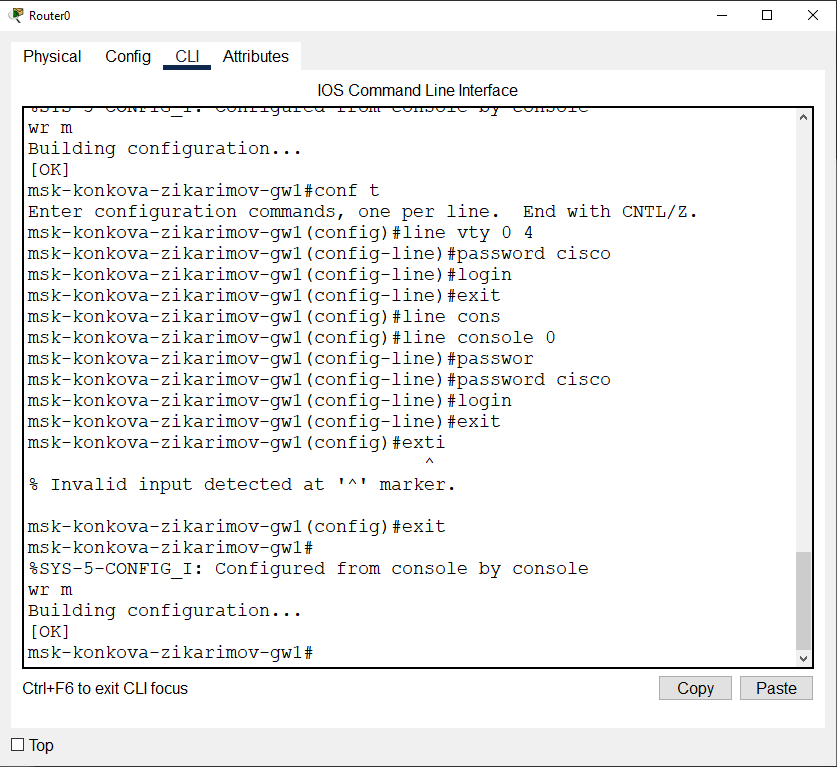 Router0
Physical Config CLI Attributes
IOS Command Line Interface
%SYS-5-CONFIG_I: Configured from console by console
wr m
Building configuration...
[OK]
msk-konkova-zikarimov-gw1#conf t
Enter configuration commands, one per line.  End with CNTL/Z.
msk-konkova-zikarimov-gw1(config)#line vty 0 4
msk-konkova-zikarimov-gw1(config-line)#password cisco
msk-konkova-zikarimov-gw1(config-line)#login
msk-konkova-zikarimov-gw1(config-line)#exit
msk-konkova-zikarimov-gw1(config)#line cons
msk-konkova-zikarimov-gw1(config)#line console 0
msk-konkova-zikarimov-gw1(config-line)#passwor
msk-konkova-zikarimov-gw1(config-line)#password cisco
msk-konkova-zikarimov-gw1(config-line)#login
msk-konkova-zikarimov-gw1(config-line)#exit
msk-konkova-zikarimov-gw1(config)#exti
^
% Invalid input detected at '^' marker.
msk-konkova-zikarimov-gw1(config)#exit
msk-konkova-zikarimov-gw1#
%SYS-5-CONFIG_I: Configured from console by console
wr m
Building configuration...
[OK]
msk-konkova-zikarimov-gw1#
Ctrl+F6 to exit CLI focus
Copy Paste
Top